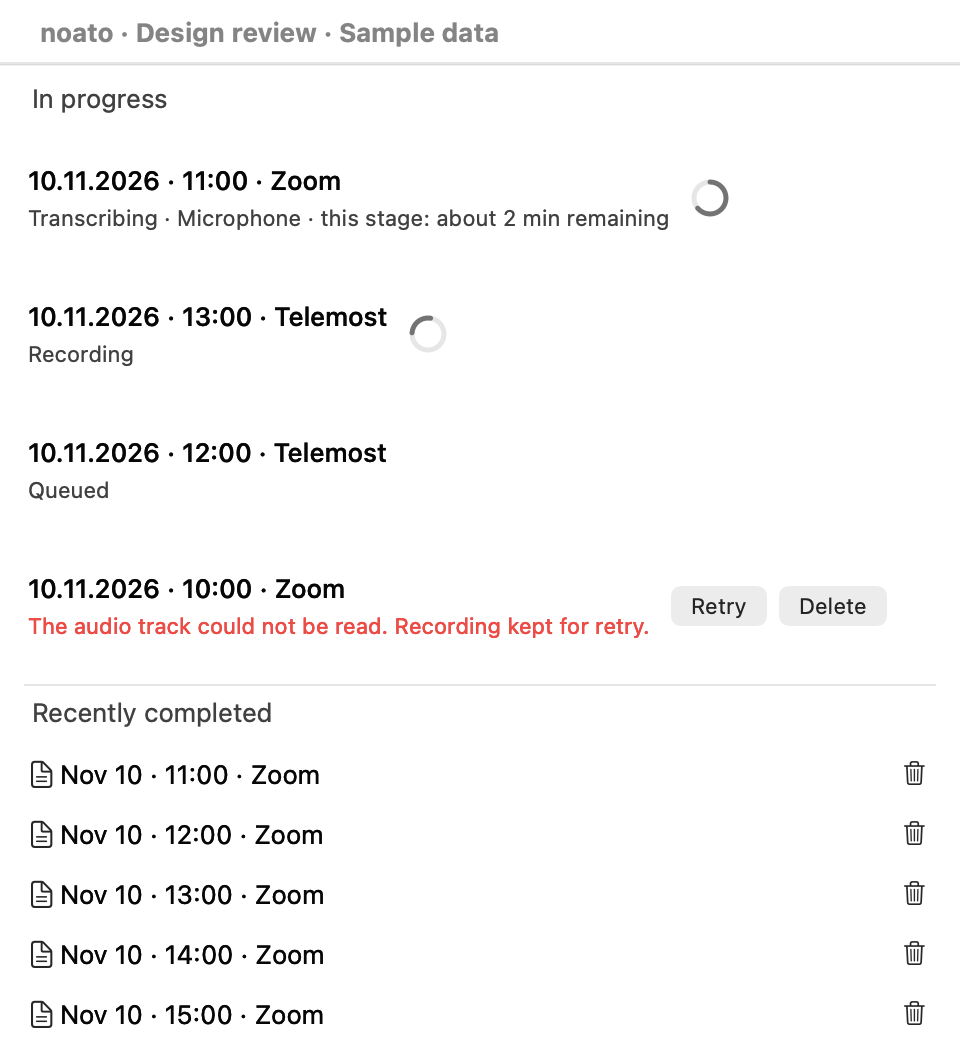 noato · Design review · Sample data
In progress
10.11.2026 · 11:00 · Zoom
Transcribing · Microphone · this stage: about 2 min remaining
10.11.2026 · 13:00 · Telemost
Recording
10.11.2026 · 12:00 · Telemost
Queued
10.11.2026 · 10:00 · Zoom
The audio track could not be read. Recording kept for retry.
Retry Delete
Recently completed
Nov 10 · 11:00 · Zoom
Nov 10 · 12:00 · Zoom
Nov 10 · 13:00 · Zoom
Nov 10 · 14:00 · Zoom
Nov 10 · 15:00 · Zoom